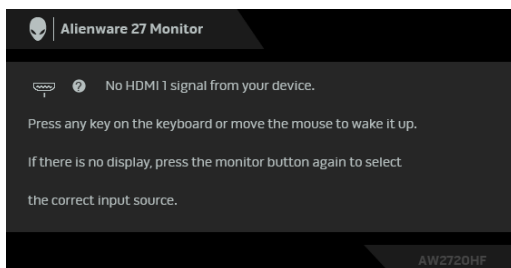 Alienware 27 Monitor
No HDMI 1 signal from your device.
Press any key on the keyboard or move the mouse to wake it up.
If there is no display, press the monitor button again to select
the correct input source.
AW2720HF